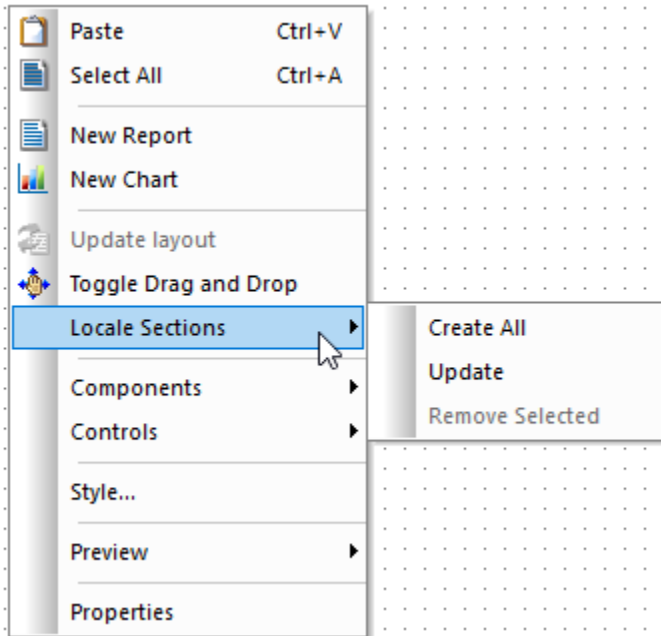 Paste Ctrl+V
Select All Ctrl+A
New Report
New Chart
Update layout
Toggle Drag and Drop
Locale Sections
Create All
Update
Remove Selected
Components
Controls
Style...
Preview
Properties